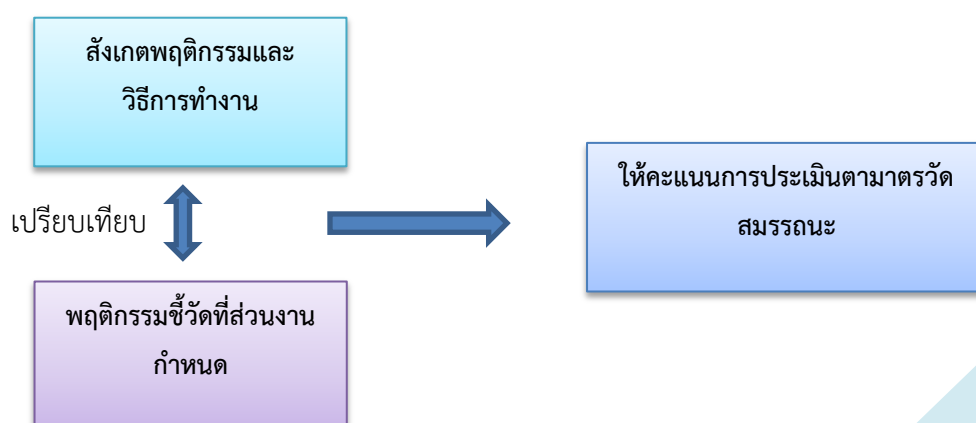 สังเกตพฤติกรรมและ
วิธีการทำงาน
เปรียบเทียบ
พฤติกรรมชี้วัดที่ส่วนงาน
กำหนด
ให้คะแนนการประเมินตามาตรวัด
สมรรถนะ